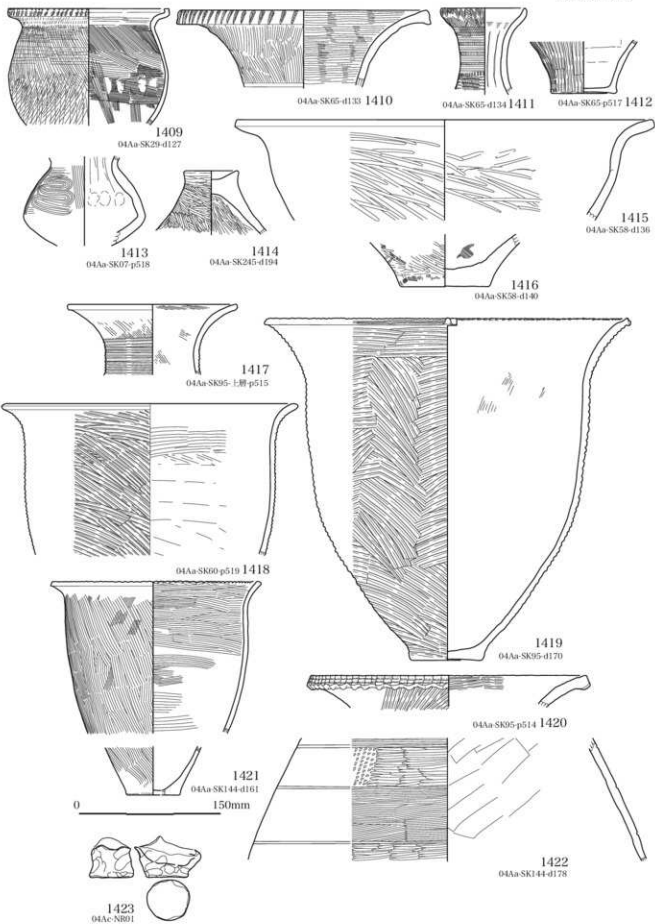 1409
04Aa-SK29-d127
04Aa-SK65-d133 1410
04Aa-SK65-d134 1411
04Aa-SK65-p517 1412
1413
04Aa-SK07-p518
1414
04Aa-SK245-d194
1415
04Aa-SK58-d136
1416
04Aa-SK58-d140
1417
04Aa-SK95-上層-p515
04Aa-SK60-p519 1418
1419
04Aa-SK95-d170
04Aa-SK95-p514 1420
1421
04Aa-SK144-d161
0 150mm
1422
04Aa-SK144-d178
1423
04Ac-NR01